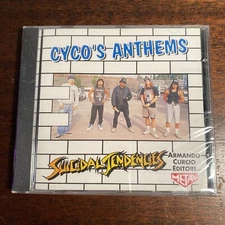 CYCO'S ANTHEMS
SUICIDAL TENDENCIES
ARMANDO
CURCIO
EDITORE
METAL